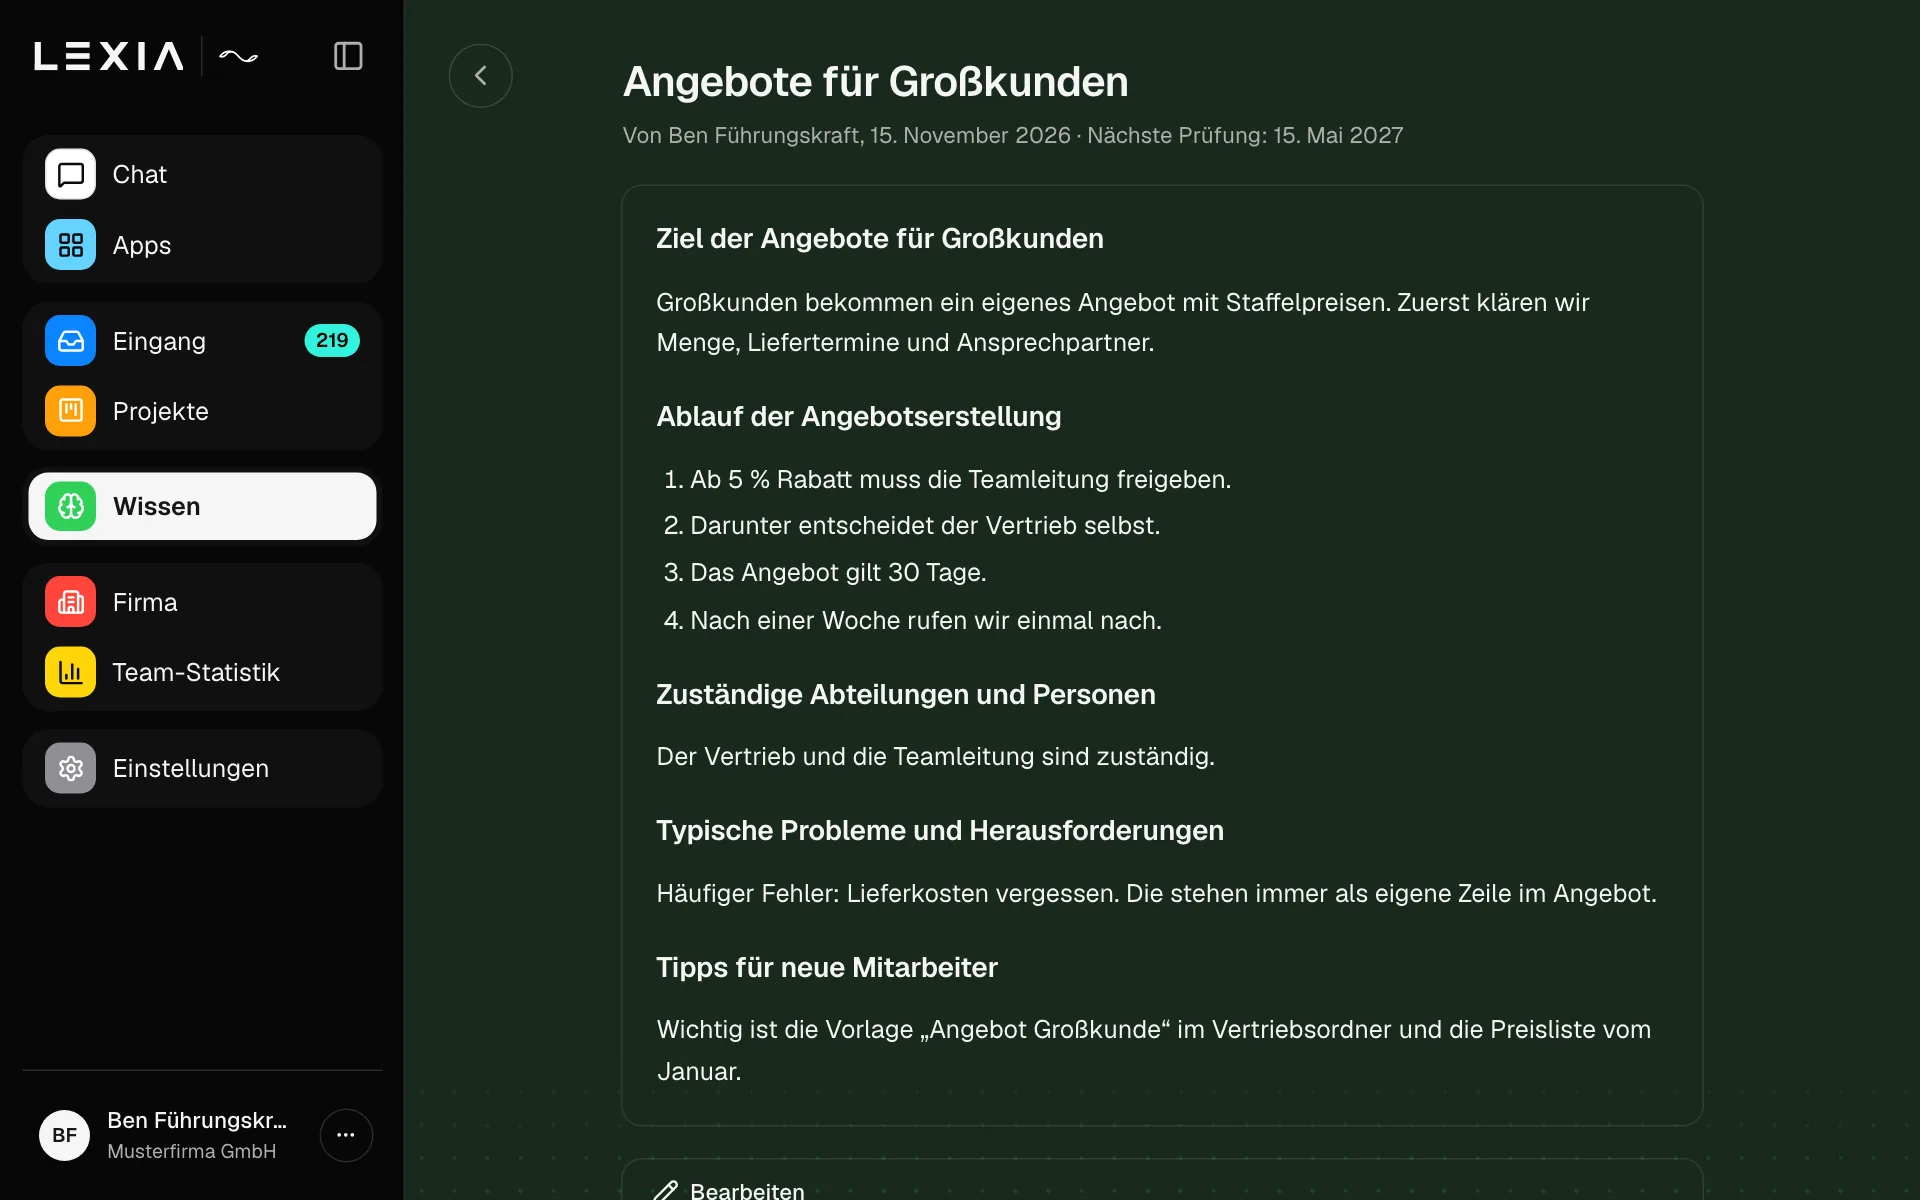 LEXIA
Chat
Apps
Eingang 219
Projekte
Wissen
Firma
Team-Statistik
Einstellungen
BF
Ben Führungskr...
Musterfirma GmbH
Angebote für Großkunden
Von Ben Führungskraft, 15. November 2026 · Nächste Prüfung: 15. Mai 2027
Ziel der Angebote für Großkunden
Großkunden bekommen ein eigenes Angebot mit Staffelpreisen. Zuerst klären wir
Menge, Liefertermine und Ansprechpartner.
Ablauf der Angebotserstellung
1. Ab 5 % Rabatt muss die Teamleitung freigeben.
2. Darunter entscheidet der Vertrieb selbst.
3. Das Angebot gilt 30 Tage.
4. Nach einer Woche rufen wir einmal nach.
Zuständige Abteilungen und Personen
Der Vertrieb und die Teamleitung sind zuständig.
Typische Probleme und Herausforderungen
Häufiger Fehler: Lieferkosten vergessen. Die stehen immer als eigene Zeile im Angebot.
Tipps für neue Mitarbeiter
Wichtig ist die Vorlage „Angebot Großkunde“ im Vertriebsordner und die Preisliste vom
Januar.
Bearbeiten